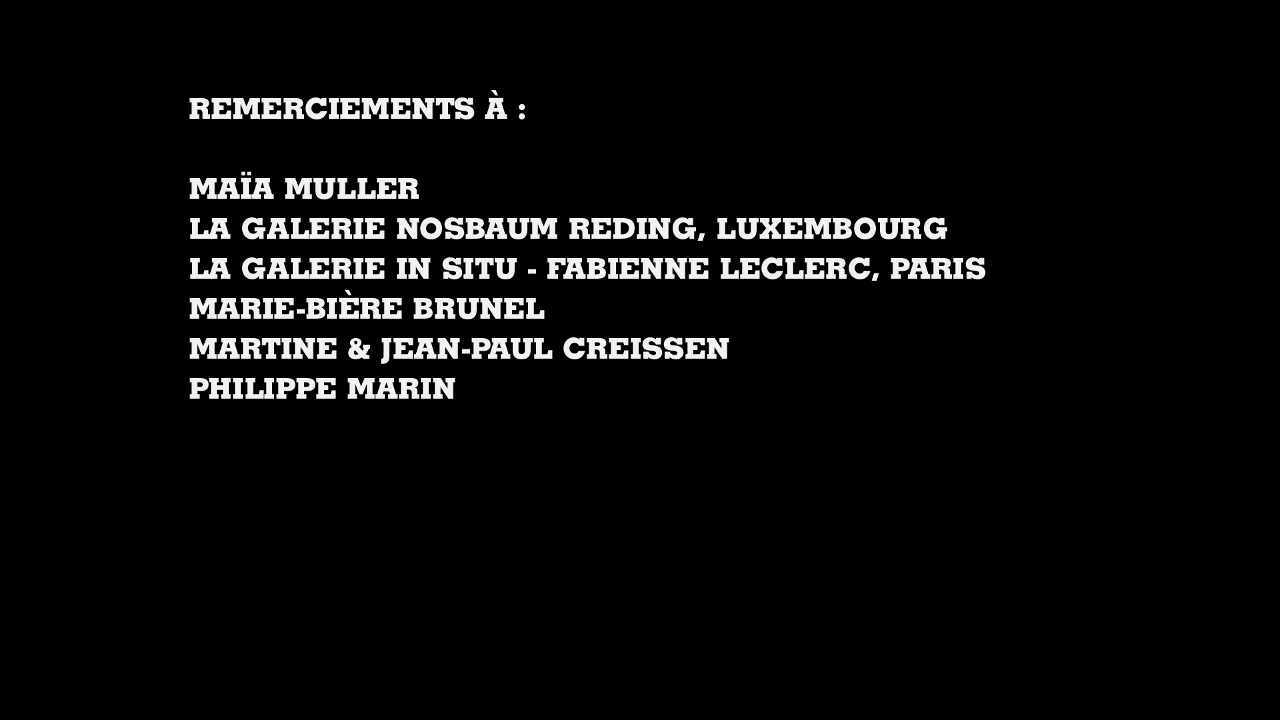 REMERCIEMENTS À :
MAÏA MULLER
LA GALERIE NOSBAUM REDING, LUXEMBOURG
LA GALERIE IN SITU - FABIENNE LECLERC, PARIS
MARIE-BIÈRE BRUNEL
MARTINE & JEAN-PAUL CREISSEN
PHILIPPE MARIN